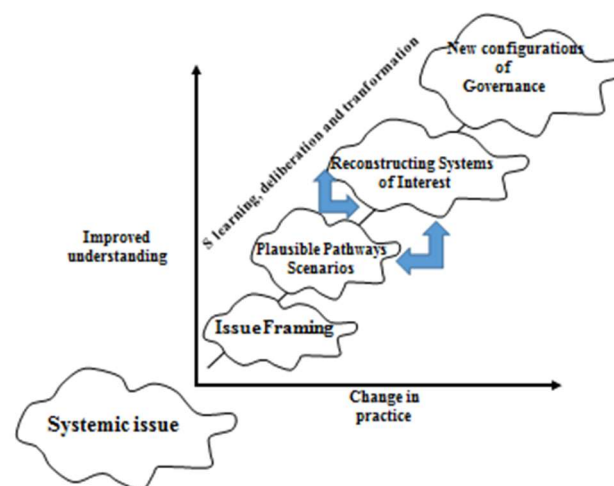 New configurations
of
Governance
S learning, deliberation and tranformation
Reconstructing Systems
of Interest
Improved
understanding
Plausible Pathways
Scenarios
Issue Framing
Change in
practice
Systemic issue